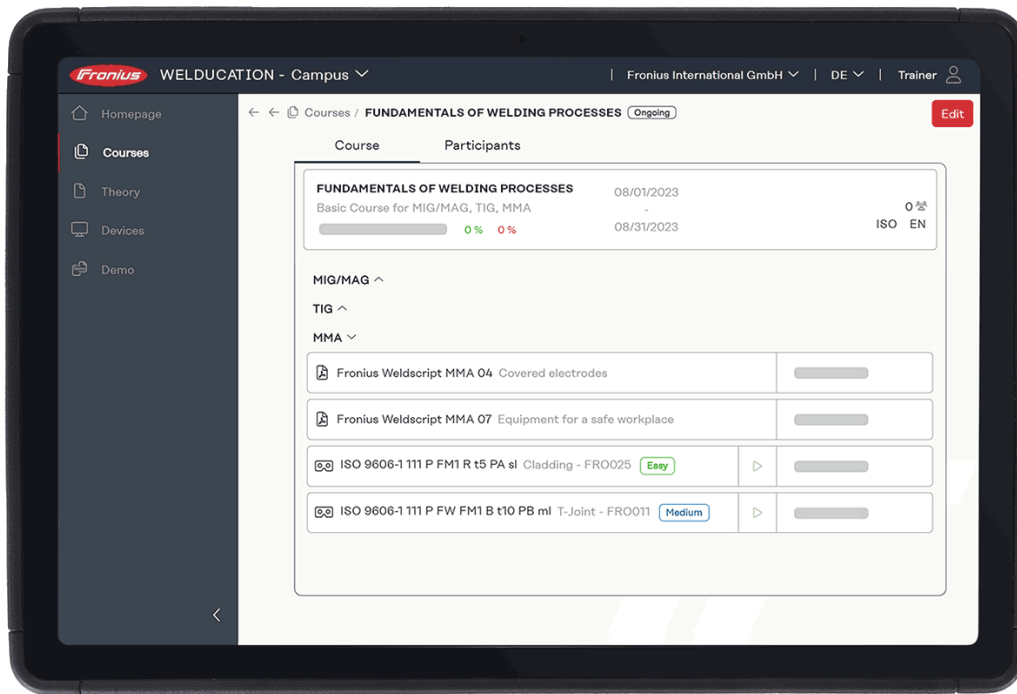 Fronius WELDUCATION - Campus | Fronius International GmbH | DE | Trainer
Homepage
Courses
Theory
Devices
Demo
Courses / FUNDAMENTALS OF WELDING PROCESSES Ongoing
Edit
Course Participants
FUNDAMENTALS OF WELDING PROCESSES
Basic Course for MIG/MAG, TIG, MMA
0 % 0 %
08/01/2023
-
08/31/2023
0
ISO EN
MIG/MAG
TIG
MMA
Fronius Weldscript MMA 04 Covered electrodes
Fronius Weldscript MMA 07 Equipment for a safe workplace
ISO 9606-1 111 P FM1 R t5 PA sl Cladding - FRO025 Easy
ISO 9606-1 111 P FW FM1 B t10 PB ml T-Joint - FRO011 Medium